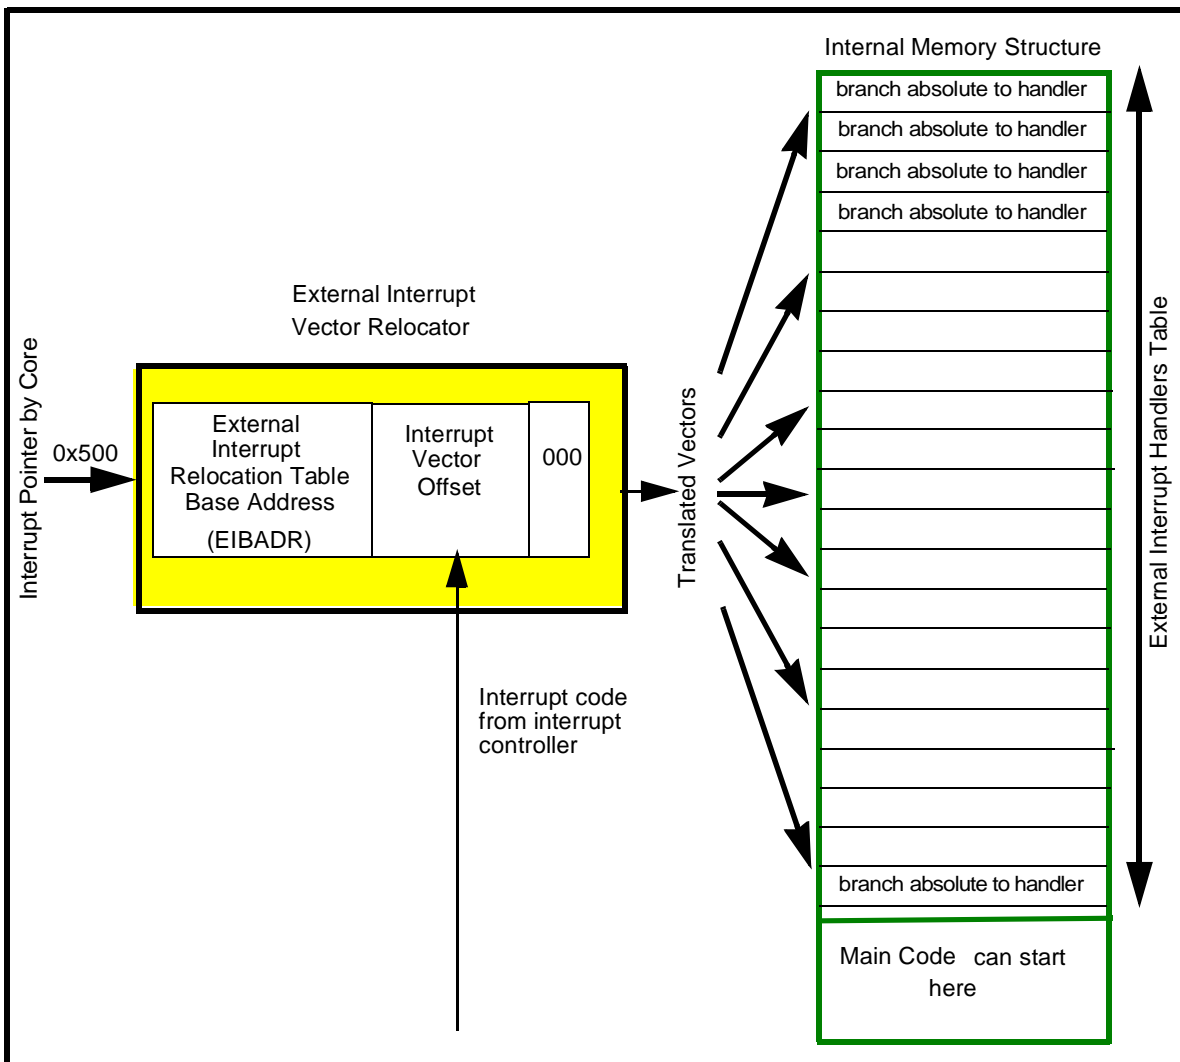 Internal Memory Structure
branch absolute to handler
branch absolute to handler
branch absolute to handler
branch absolute to handler
External Interrupt
Vector Relocator
Interrupt Pointer by Core
0x500
External
Interrupt
Relocation Table
Base Address
(EIBADR)
Interrupt
Vector
Offset
000
Translated Vectors
External Interrupt Handlers Table
Interrupt code
from interrupt
controller
branch absolute to handler
Main Code can start
here